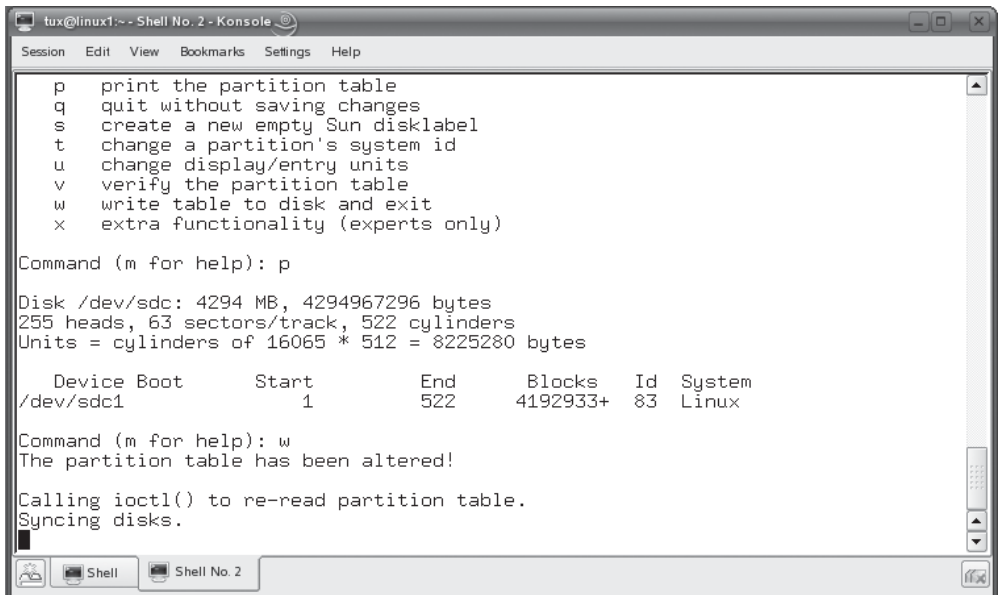 tux@linux1:~ - Shell No. 2 - Konsole
Session Edit View Bookmarks Settings Help
p print the partition table
q quit without saving changes
s create a new empty Sun disklabel
t change a partition's system id
u change display/entry units
v verify the partition table
w write table to disk and exit
x extra functionality (experts only)
Command (m for help): p
Disk /dev/sdc: 4294 MB, 4294967296 bytes
255 heads, 63 sectors/track, 522 cylinders
Units = cylinders of 16065 * 512 = 8225280 bytes
Device Boot Start End Blocks Id System
/dev/sdc1 1 522 4192933+ 83 Linux
Command (m for help): w
The partition table has been altered!
Calling ioctl() to re-read partition table.
Syncing disks.
Shell Shell No. 2